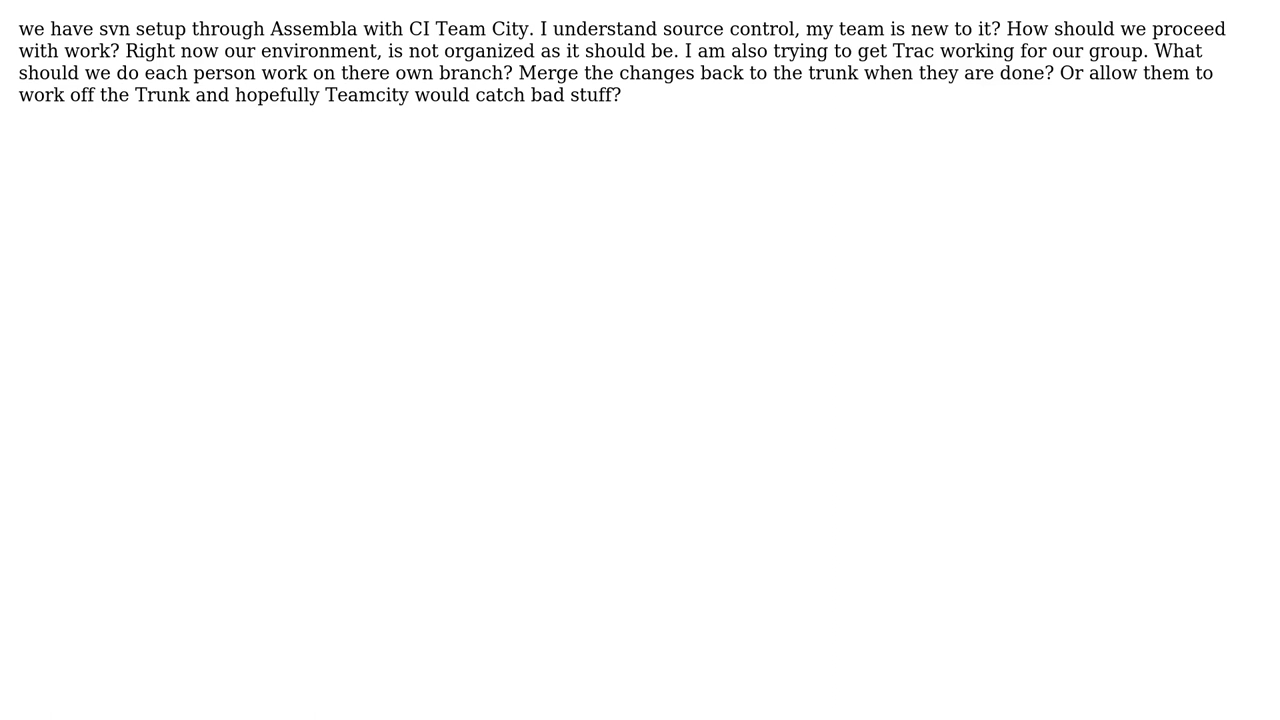 we have svn setup through Assembla with CI Team City. I understand source control, my team is new to it? How should we proceed
with work? Right now our environment, is not organized as it should be. I am also trying to get Trac working for our group. What
should we do each person work on there own branch? Merge the changes back to the trunk when they are done? Or allow them to
work off the Trunk and hopefully Teamcity would catch bad stuff?